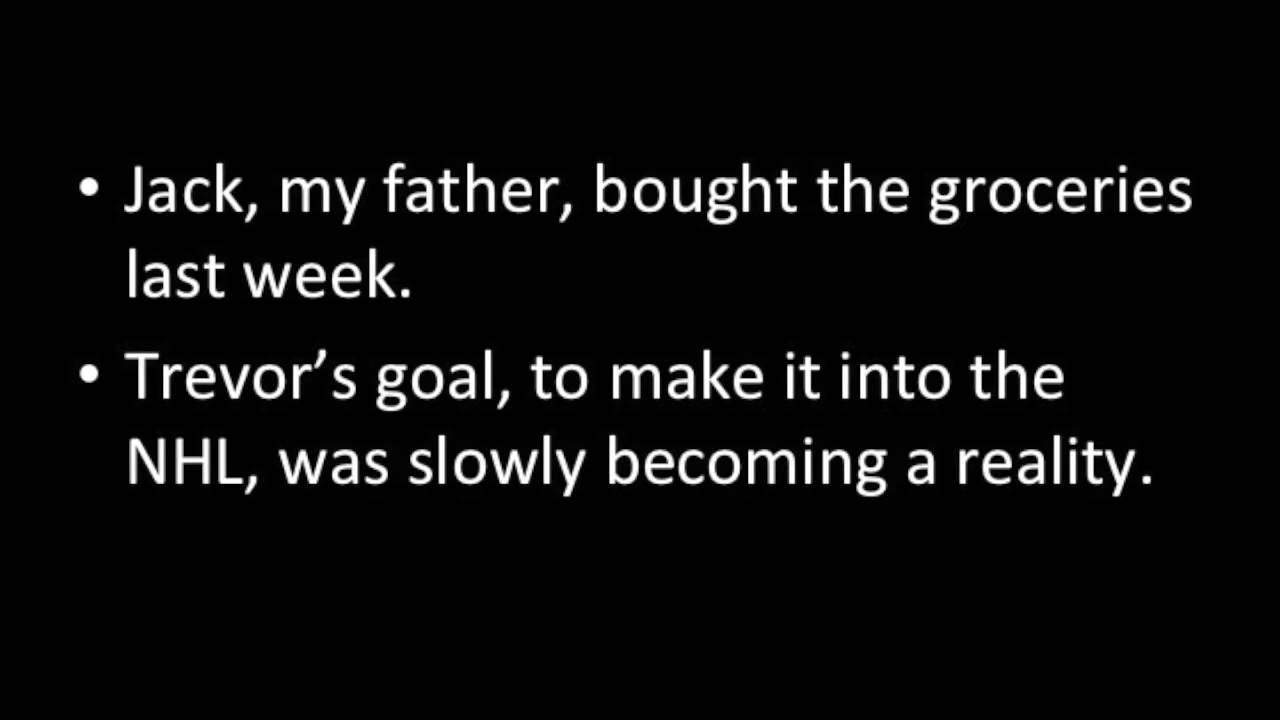 • Jack, my father, bought the groceries
last week.
• Trevor’s goal, to make it into the
NHL, was slowly becoming a reality.